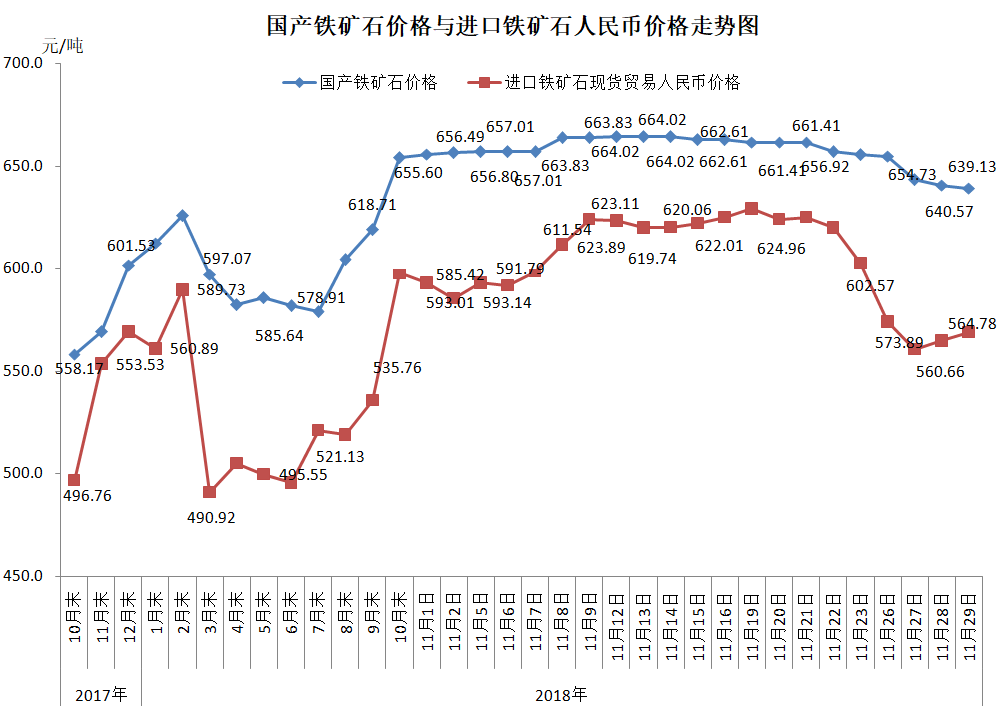 国产铁矿石价格与进口铁矿石人民币价格走势图
元/吨
国产铁矿石价格 进口铁矿石现货贸易人民币价格
700.0
650.0
600.0
550.0
500.0
450.0
558.17
601.53
597.07
585.64
578.91
618.71
655.60
656.49
656.80
657.01
657.01
663.83
663.83
664.02
664.02
664.02
662.61
662.61
661.41
661.41
656.92
654.73
640.57
639.13
496.76
553.53
560.89
589.73
490.92
495.55
521.13
535.76
593.01
585.42
593.14
591.79
611.54
623.89
623.11
619.74
620.06
622.01
624.96
602.57
573.89
560.66
564.78
10月末
11月末
12月末
1月末
2月末
3月末
4月末
5月末
6月末
7月末
8月末
9月末
10月末
11月1日
11月2日
11月5日
11月6日
11月7日
11月8日
11月9日
11月12日
11月13日
11月14日
11月15日
11月16日
11月19日
11月20日
11月21日
11月22日
11月23日
11月26日
11月27日
11月28日
11月29日
2017年 2018年